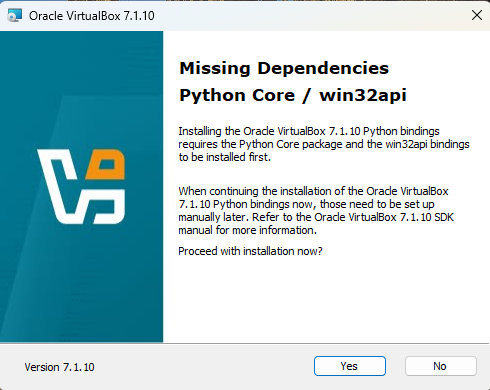 Oracle VirtualBox 7.1.10
Missing Dependencies
Python Core / win32api
Installing the Oracle VirtualBox 7.1.10 Python bindings
requires the Python Core package and the win32api bindings
to be installed first.
When continuing the installation of the Oracle VirtualBox
7.1.10 Python bindings now, those need to be set up
manually later. Refer to the Oracle VirtualBox 7.1.10 SDK
manual for more information.
Proceed with installation now?
Version 7.1.10
Yes
No